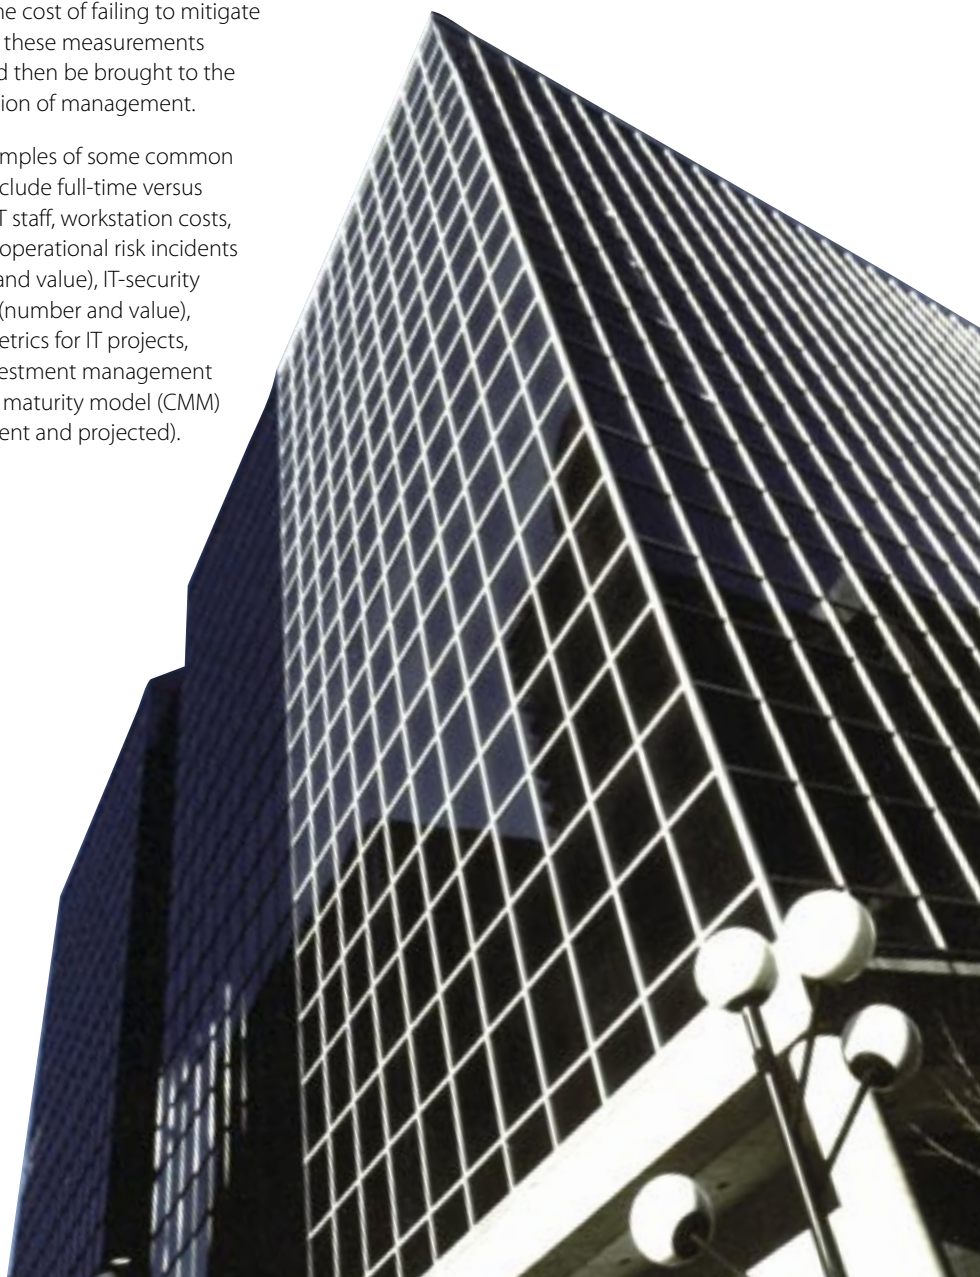 ne cost of failing to mitigate
these measurements
d then be brought to the
ion of management.
mples of some common
clude full-time versus
T staff, workstation costs,
operational risk incidents
and value), IT-security
(number and value),
etrics for IT projects,
estment management
maturity model (CMM)
ent and projected).